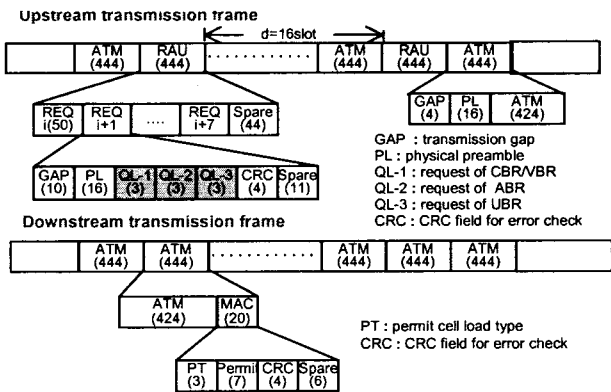 Upstream transmission frame
d=16slot
ATM RAU ............ ATM RAU ATM
(444) (444) (444) (444) (444)
REQ REQ .... REQ Spare
i(50) i+1 i+7 (44)
GAP PL ATM
(4) (16) (424)
GAP PL QL-1 QL-2 QL-3 CRC Spare
(10) (16) (3) (3) (3) (4) (11)
GAP : transmission gap
PL : physical preamble
QL-1 : request of CBR/VBR
QL-2 : request of ABR
QL-3 : request of UBR
CRC : CRC field for error check
Downstream transmission frame
ATM ATM ............ ATM ATM ATM
(444) (444) (444) (444) (444)
ATM MAC
(424) (20)
PT Permit CRC Spare
(3) (7) (4) (6)
PT : permit cell load type
CRC : CRC field for error check